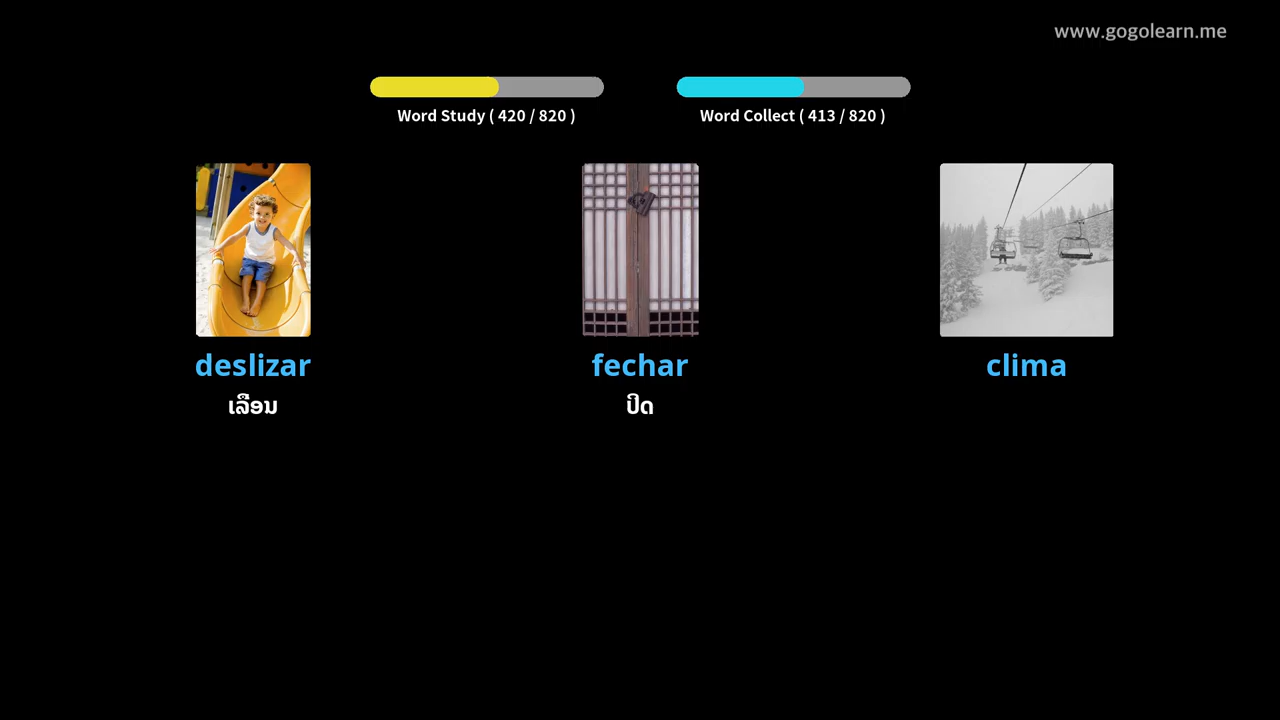 www.gogolearn.me
Word Study ( 420 / 820 )
Word Collect ( 413 / 820 )
deslizar
fechar
clima
ເລືອນ
ປິດ